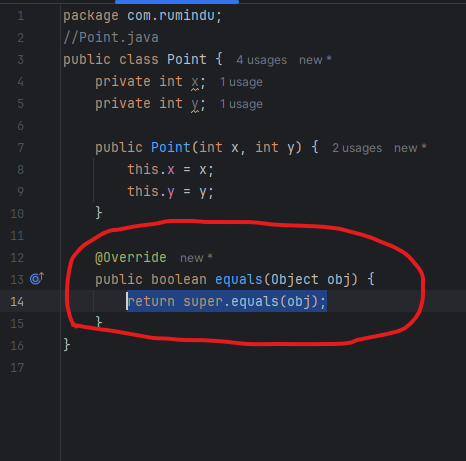 1 package com.rumindu;
2 //Point.java
3 public class Point { 4 usages new *
4 private int x; 1 usage
5 private int y; 1 usage
6
7 public Point(int x, int y) { 2 usages new *
8 this.x = x;
9 this.y = y;
10 }
11
12 @Override new *
13 public boolean equals(Object obj) {
14 return super.equals(obj);
15 }
16 }
17